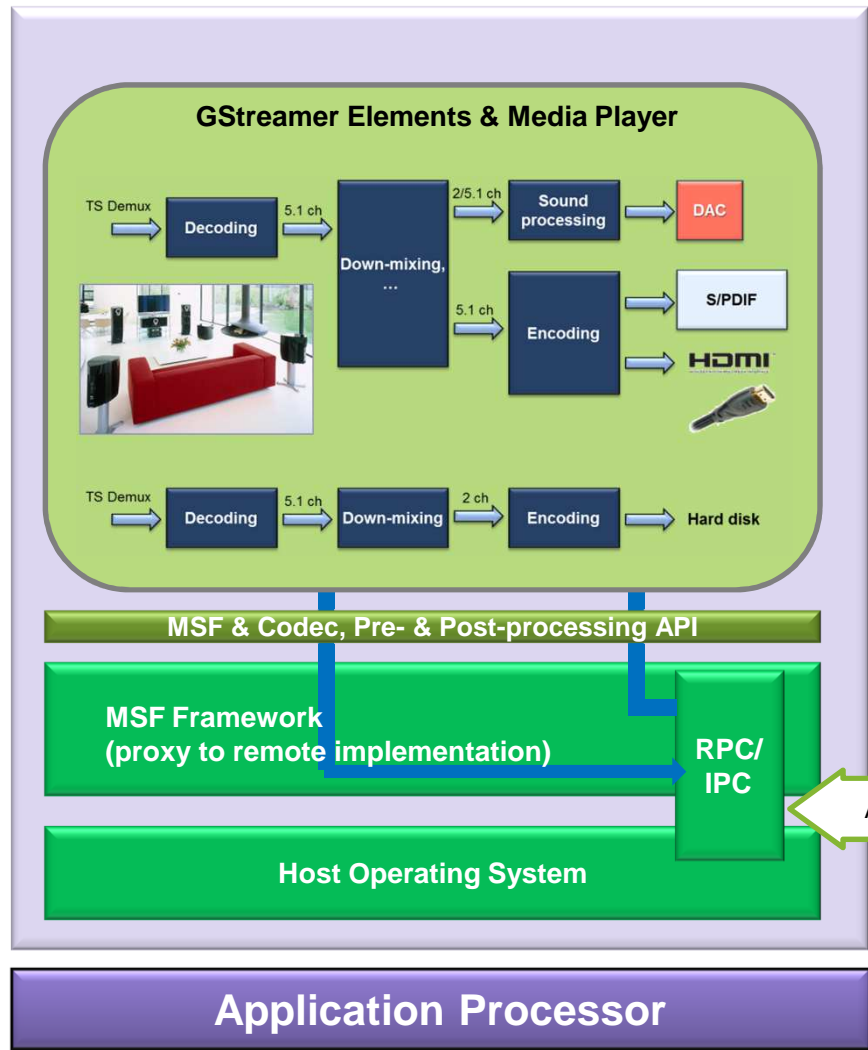 GStreamer Elements & Media Player
TS Demux
Decoding
5.1 ch
Down-mixing,
...
2/5.1 ch
Sound
processing
DAC
5.1 ch
Encoding
S/PDIF
HDMI
TS Demux
Decoding
5.1 ch
Down-mixing
2 ch
Encoding
Hard disk
MSF & Codec, Pre- & Post-processing API
MSF Framework
(proxy to remote implementation)
RPC/
IPC
Host Operating System
Application Processor